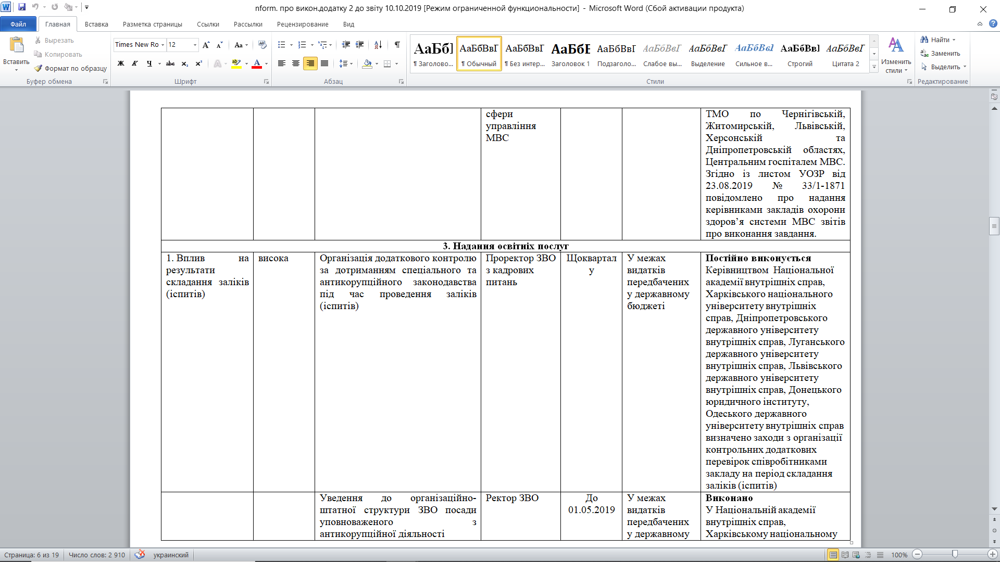 nform. про викон.додатку 2 до звіту 10.10.2019 [Режим ограниченной функциональности] - Microsoft Word (Сбой активации продукта)
Файл Главная Вставка Разметка страницы Ссылки Рассылки Рецензирование Вид
Вставить
Вырезать
Копировать
Формат по образцу
Буфер обмена
Times New Ro 12
Шрифт
Абзац
АаБбІ АаБбВвГ АаБбВвГ АаБбЕ АаБбВвГ АаБбВвГ АаБбВвГ АаБбВвІ АаБбВвІ АаБбВвГ
¶ Заголово... ¶ Обычный ¶ Без интер... Заголовок 1 Подзаголо... Слабое вы... Выделение Сильное в... Строгий Цитата 2
Стили
Изменить
стили
Найти
Заменить
Выделить
Редактирование
сфери
управління
МВС
ТМО по Чернігівській,
Житомирській, Львівській,
Херсонській та
Дніпропетровській областях,
Центральним госпіталем МВС.
Згідно із листом УОЗР від
23.08.2019 № 33/1-1871
повідомлено про надання
керівниками закладів охорони
здоров’я системи МВС звітів
про виконання завдання.
3. Надання освітніх послуг
1. Вплив на
результати
складання заліків
(іспитів)
висока
Організація додаткового контролю
за дотриманням спеціального та
антикорупційного законодавства
під час проведення заліків
(іспитів)
Проректор ЗВО
з кадрових
питань
Щоквартал
у
У межах
видатків
передбачених
у державному
бюджеті
Постійно виконується
Керівництвом Національної
академії внутрішніх справ,
Харківського національного
університету внутрішніх
справ, Дніпропетровського
державного університету
внутрішніх справ, Луганського
державного університету
внутрішніх справ, Львівського
державного університету
внутрішніх справ, Донецького
юридичного інституту,
Одеського державного
університету внутрішніх справ
визначено заходи з організації
контрольних додаткових
перевірок співробітниками
закладу на період складання
заліків (іспитів)
Уведення до організаційно-
штатної структури ЗВО посади
уповноваженого з
антикорупційної діяльності
Ректор ЗВО
До
01.05.2019
У межах
видатків
передбачених
у державному
Виконано
У Національній академії
внутрішніх справ,
Харківському національному
Страница: 6 из 19 Число слов: 2 910 украинский 100%